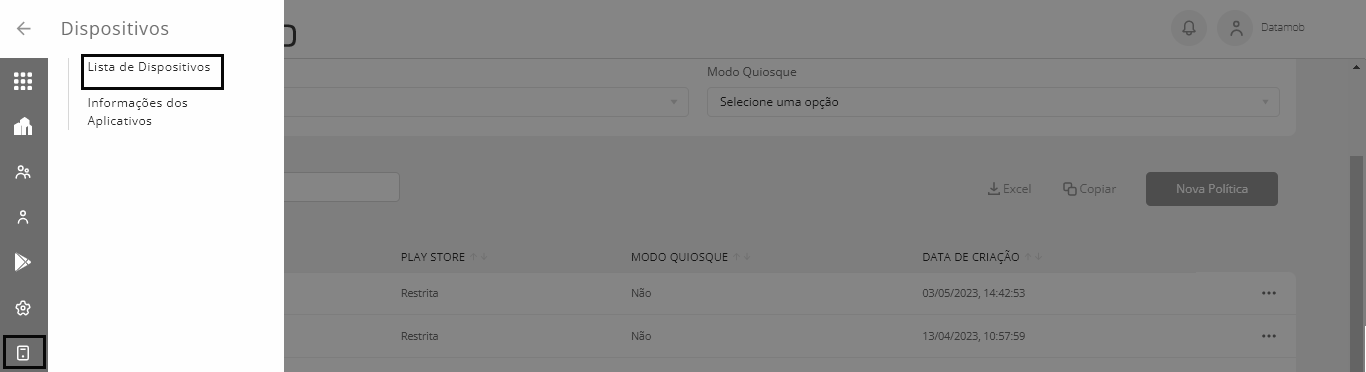 Dispositivos
Lista de Dispositivos
Informações dos
Aplicativos
Datamob
Modo Quiosque
Selecione uma opção
Excel
Copiar
Nova Política
PLAY STORE
MODO QUIOSQUE
DATA DE CRIAÇÃO
Restrita
Não
03/05/2023, 14:42:53
Restrita
Não
13/04/2023, 10:57:59